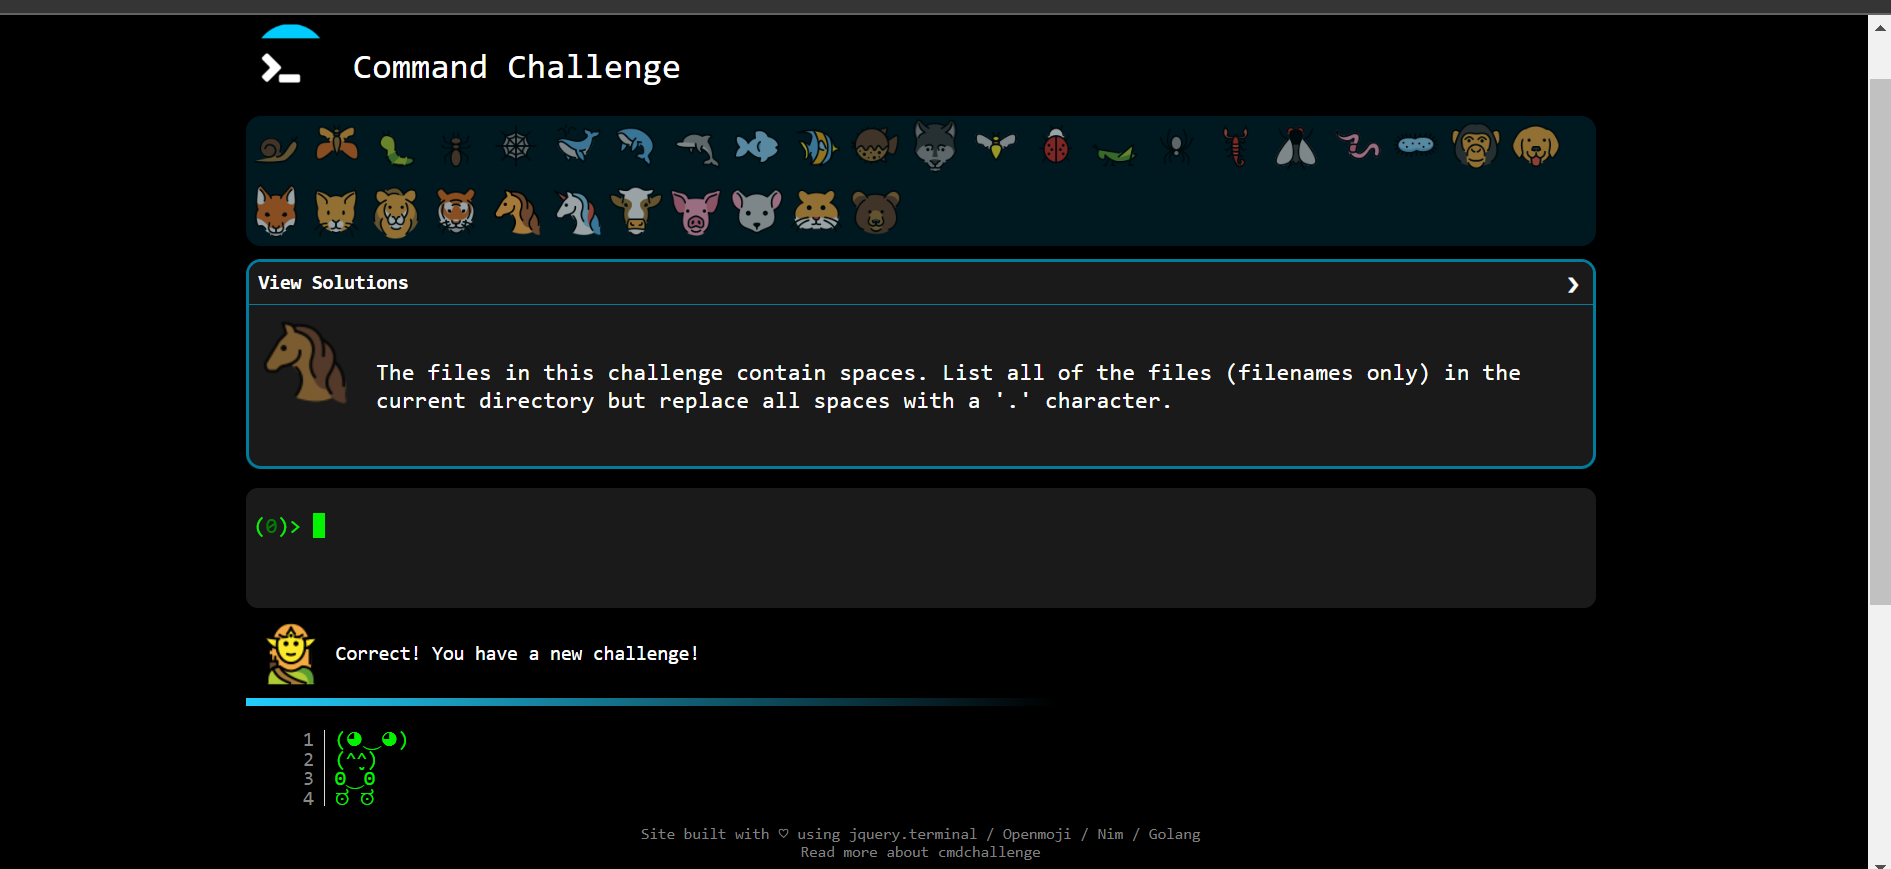 Command Challenge
View Solutions
The files in this challenge contain spaces. List all of the files (filenames only) in the
current directory but replace all spaces with a '.' character.
(0)>
Correct! You have a new challenge!
1 (◕‿◕)
2 (^̮^)
3 ʘ‿ʘ
4 ಠ_ಠ
Site built with ♡ using jquery.terminal / Openmoji / Nim / Golang
Read more about cmdchallenge